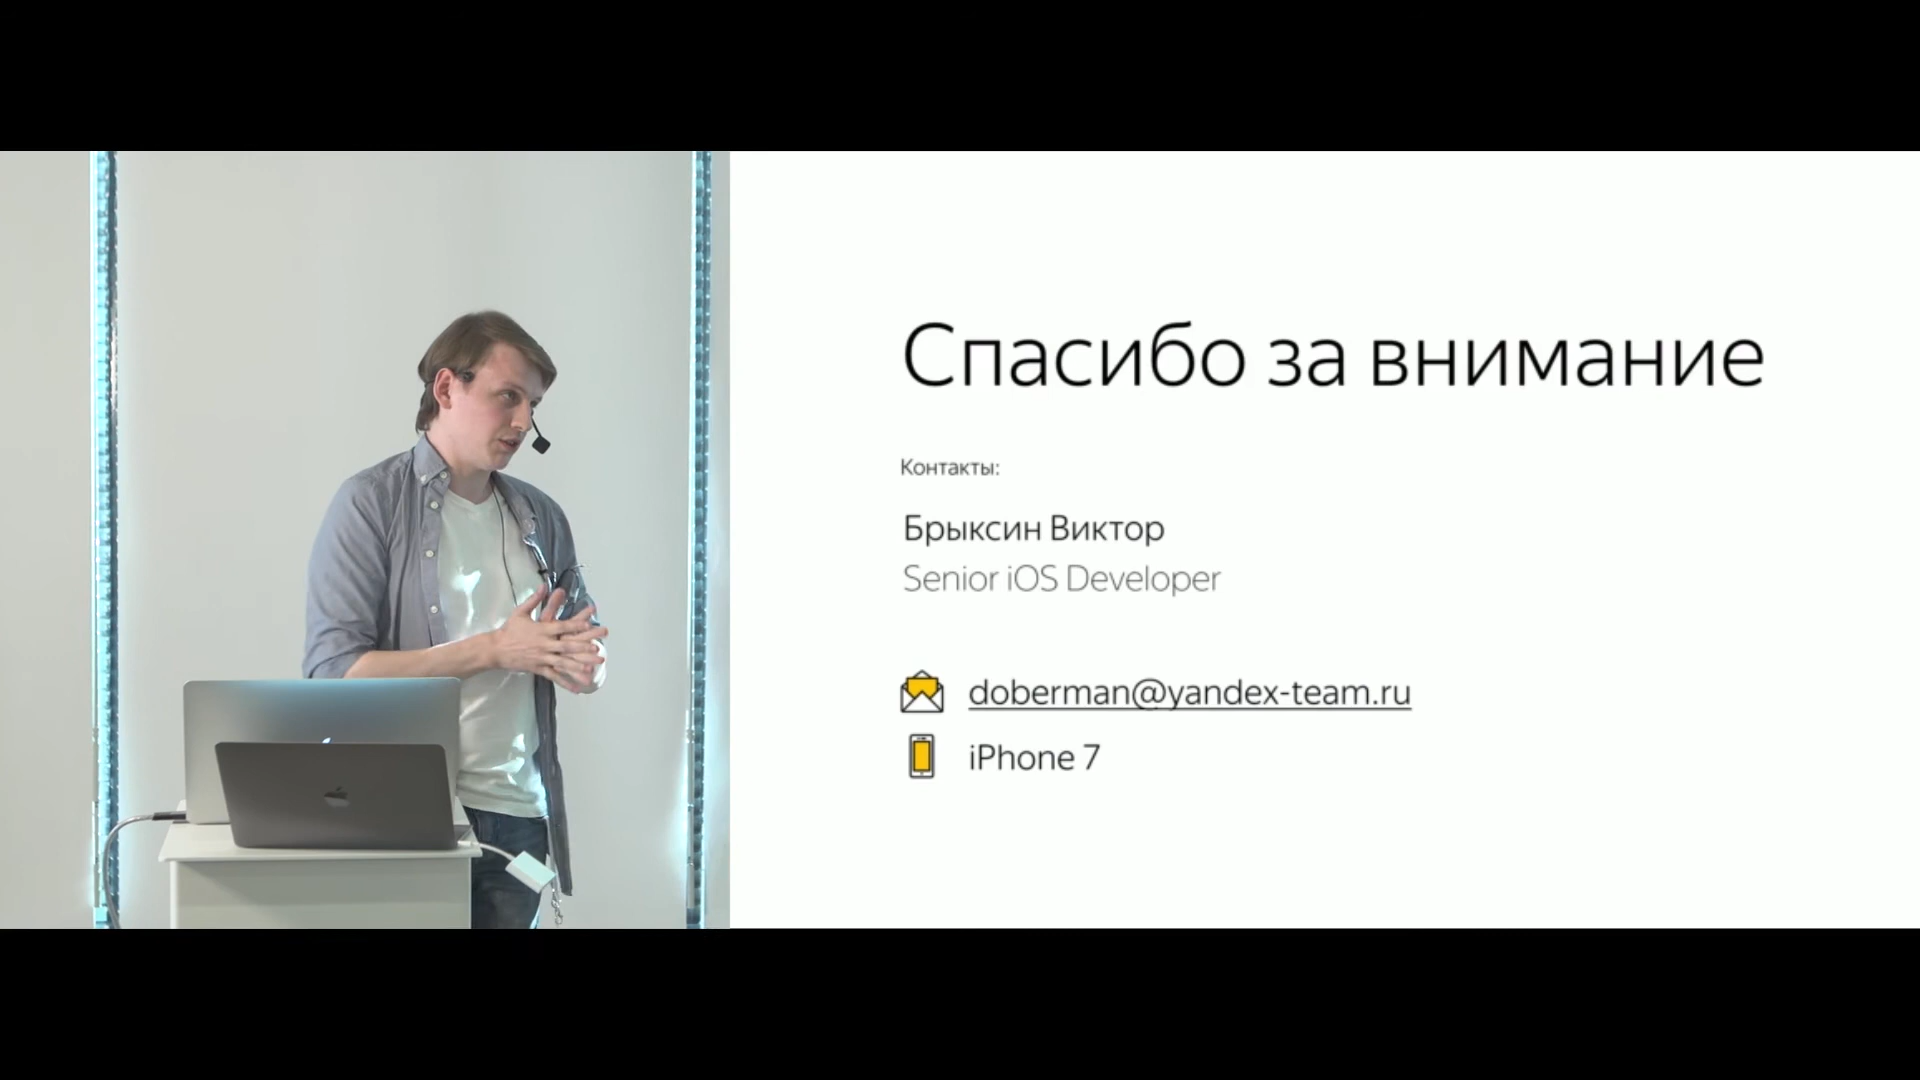 Спасибо за внимание
Контакты:
Брыксин Виктор
Senior iOS Developer
doberman@yandex-team.ru
iPhone 7